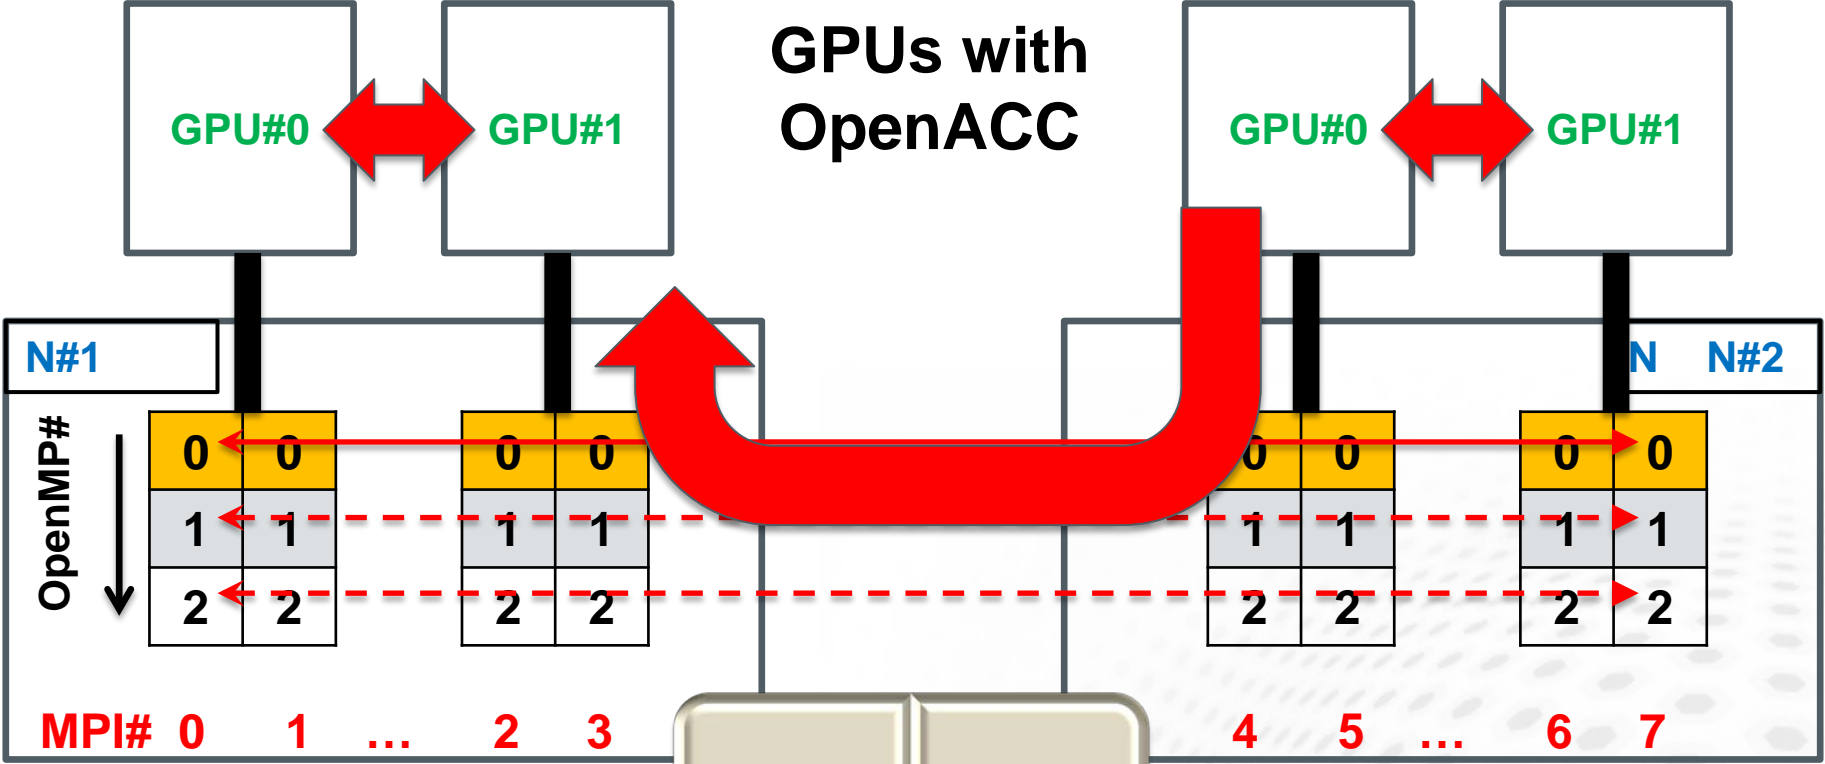 GPUs with
OpenACC
GPU#0 GPU#1 GPU#0 GPU#1
N#1 N N#2
OpenMP#
0 0 0 0 0 0 0 0
1 1 1 1 1 1 1 1
2 2 2 2 2 2 2 2
MPI# 0 1 ... 2 3 4 5 ... 6 7